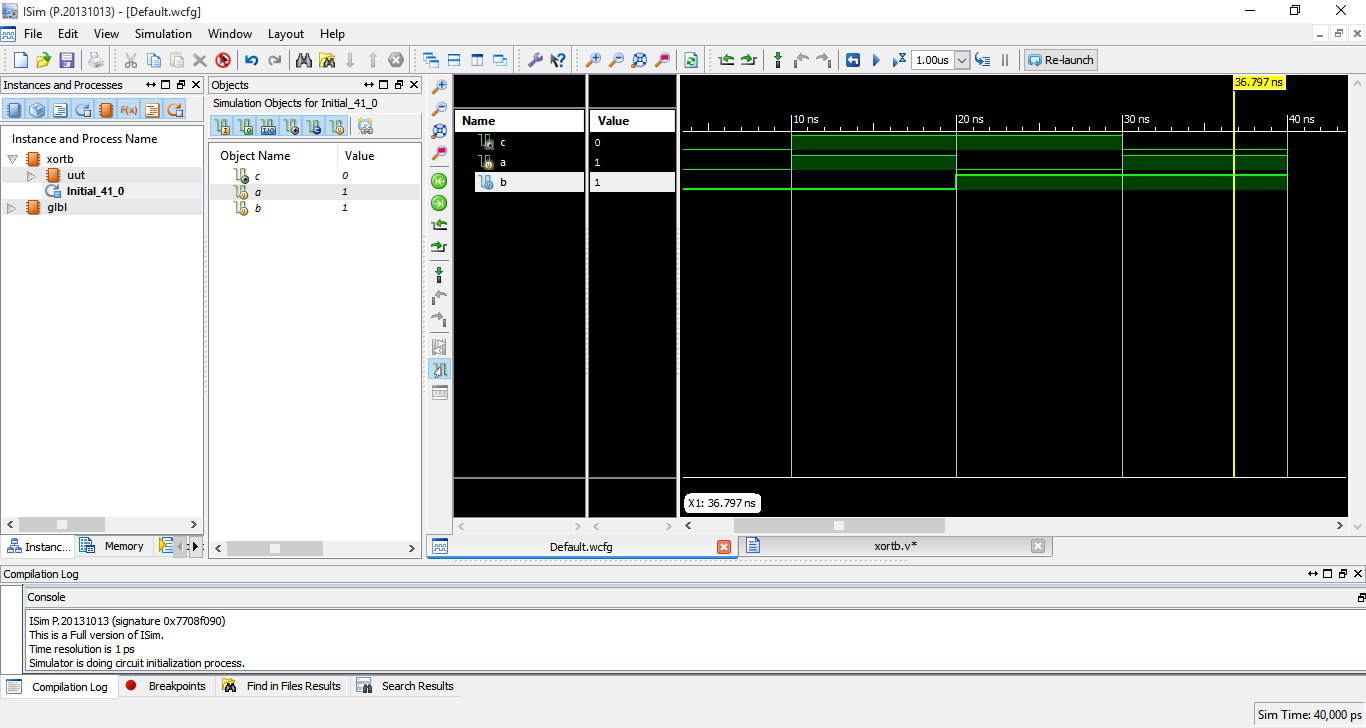 ISim (P.20131013) - [Default.wcfg]
File Edit View Simulation Window Layout Help
1.00us
Re-launch
Instances and Processes
F(x)
Instance and Process Name
xortb
uut
Initial_41_0
glbl
Instanc...
Memory
Objects
Simulation Objects for Initial_41_0
Object Name Value
c 0
a 1
b 1
Name Value
c 0
a 1
b 1
36.797 ns
10 ns 20 ns 30 ns 40 ns
X1: 36.797 ns
Default.wcfg
xortb.v*
Compilation Log
Console
ISim P.20131013 (signature 0x7708f090)
This is a Full version of ISim.
Time resolution is 1 ps
Simulator is doing circuit initialization process.
Compilation Log
Breakpoints
Find in Files Results
Search Results
Sim Time: 40,000 ps